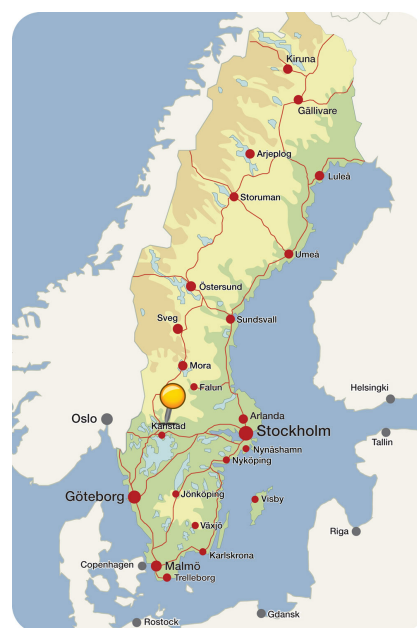 Kiruna
Gällivare
Arjeplog
Luleå
Storuman
Umeå
Östersund
Sveg
Sundsvall
Mora
Falun
Helsingki
Oslo
Karlstad
Arlanda
Stockholm
Tallin
Nynäshamn
Nyköping
Göteborg
Jönköping
Visby
Växjö
Riga
Karlskrona
Copenhagen
Malmö
Trelleborg
Gdansk
Rostock